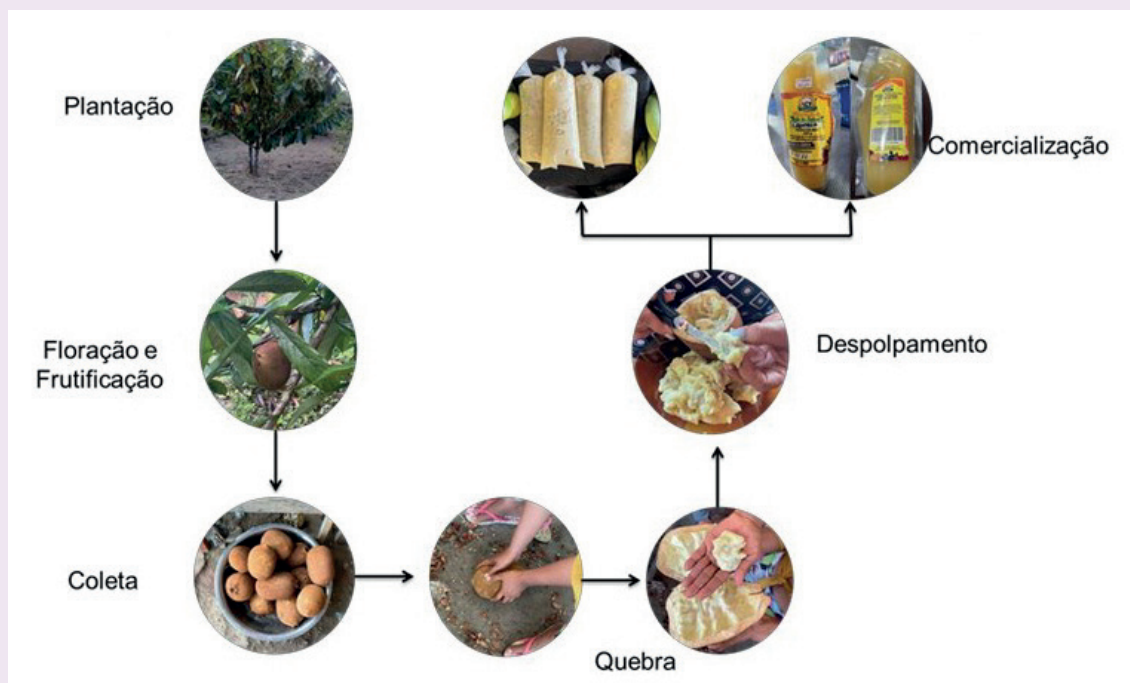 Plantação
Floração e
Frutificação
Coleta
Quebra
Despolpamento
Comercialização